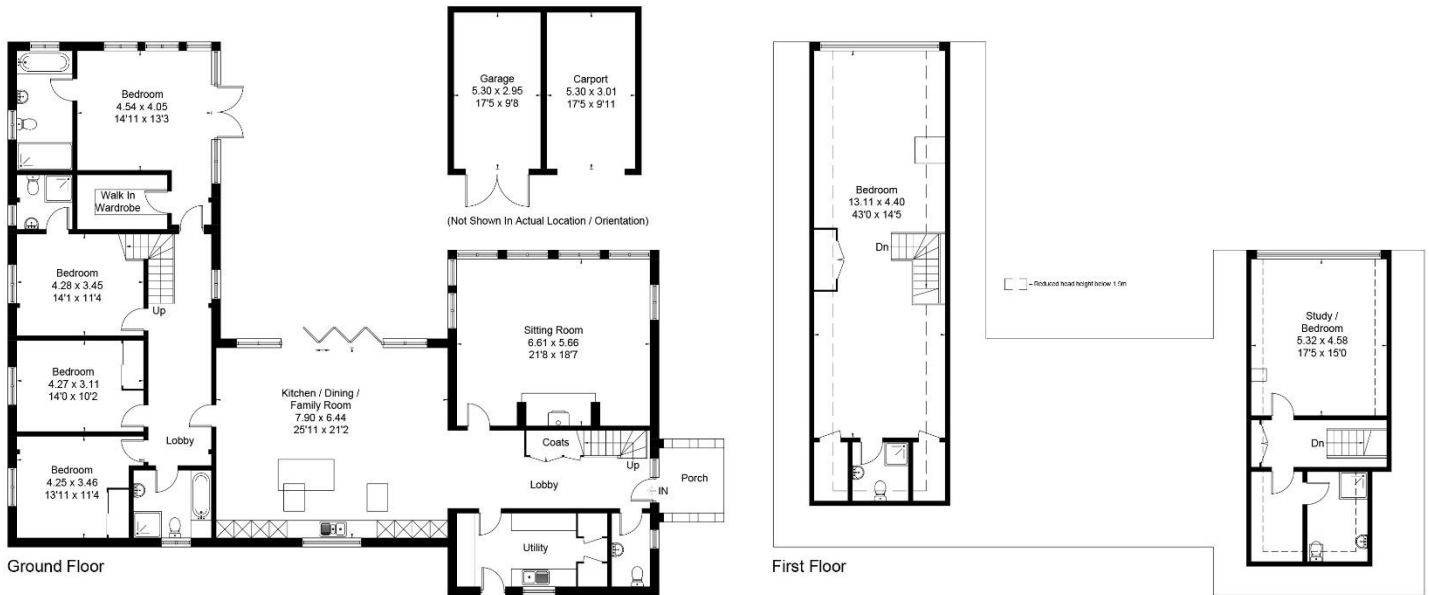 Garage
5.30 x 2.95
17'5 x 9'8
Carport
5.30 x 3.01
17'5 x 9'11
(Not Shown In Actual Location / Orientation)
Bedroom
4.54 x 4.05
14'11 x 13'3
Walk In
Wardrobe
Bedroom
4.28 x 3.45
14'1 x 11'4
Up
Bedroom
4.27 x 3.11
14'0 x 10'2
Lobby
Bedroom
4.25 x 3.46
13'11 x 11'4
Kitchen / Dining /
Family Room
7.90 x 6.44
25'11 x 21'2
Sitting Room
6.61 x 5.66
21'8 x 18'7
Coats
Up
Lobby
IN
Porch
Utility
Ground Floor
Bedroom
13.11 x 4.40
43'0 x 14'5
Dn
= Reduced head height below 1.5m
Study /
Bedroom
5.32 x 4.58
17'5 x 15'0
Dn
First Floor